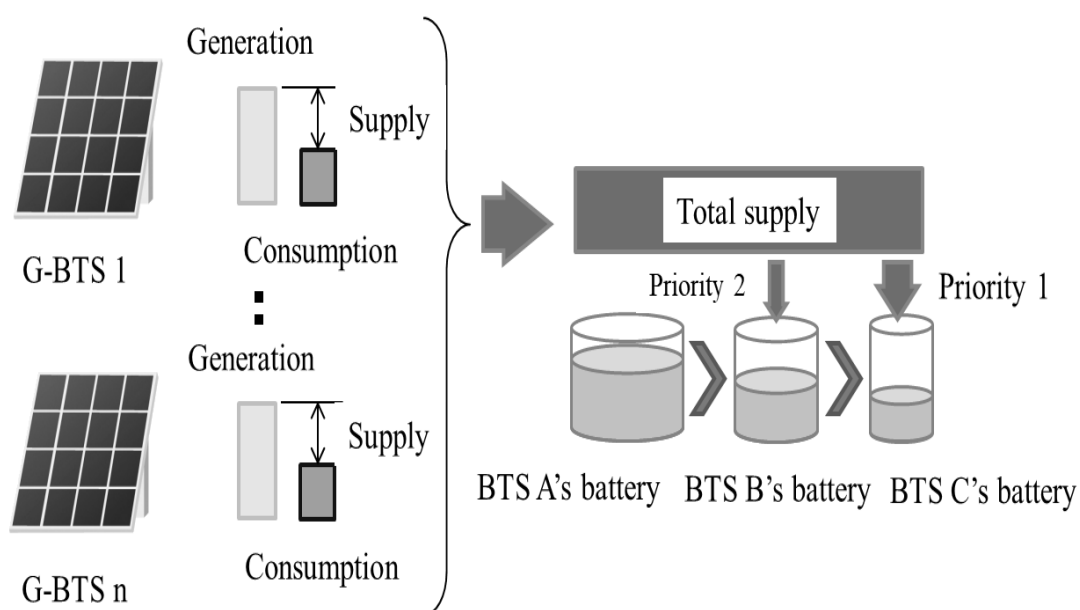 Generation
Supply
Consumption
G-BTS 1
Generation
Supply
Consumption
G-BTS n
Total supply
Priority 2
Priority 1
BTS A's battery
BTS B's battery
BTS C's battery